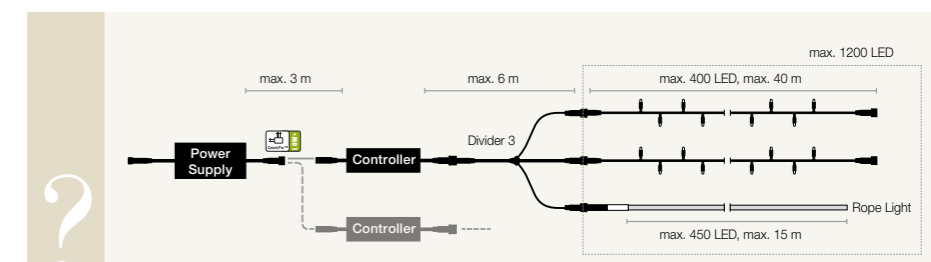 max. 1200 LED
max. 3 m
max. 6 m
max. 400 LED, max. 40 m
Divider 3
QuickFix™
Power
Supply
Controller
Controller
Rope Light
max. 450 LED, max. 15 m
?